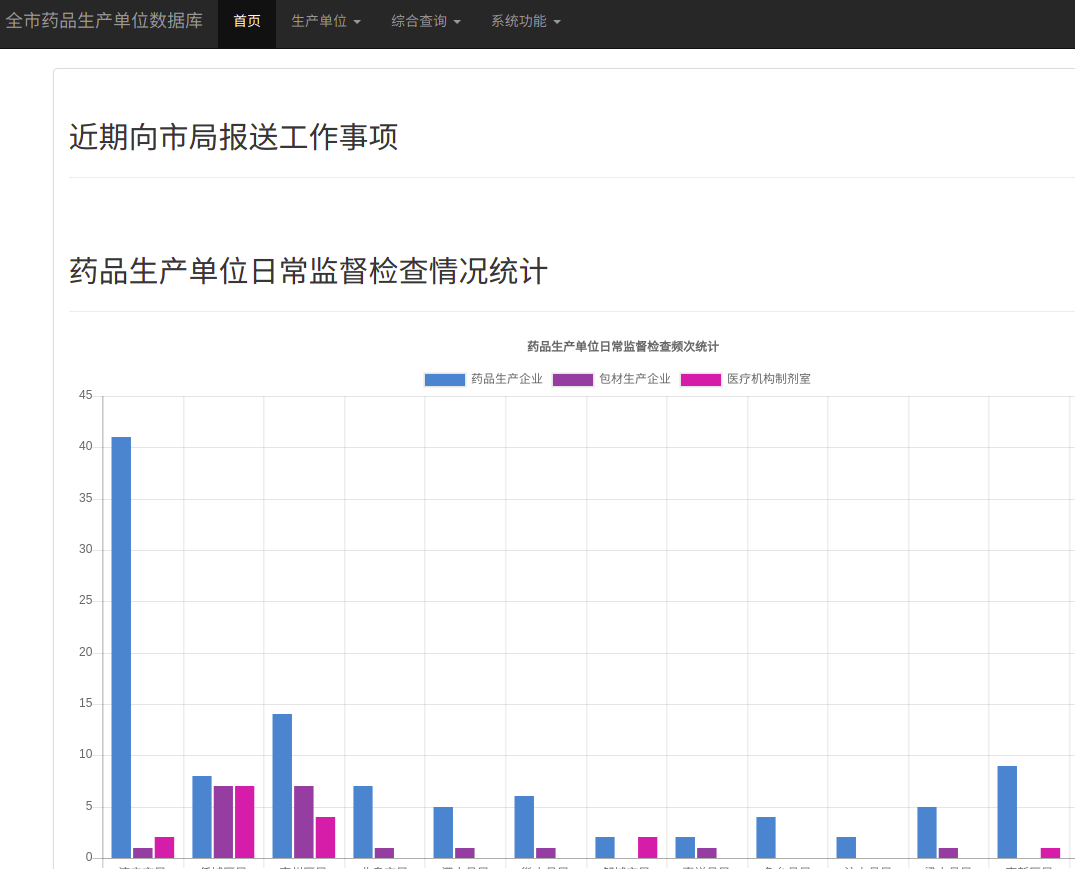 全市药品生产单位数据库 首页 生产单位 综合查询 系统功能
近期向市局报送工作事项
药品生产单位日常监督检查情况统计
药品生产单位日常监督检查频次统计
药品生产企业 包材生产企业 医疗机构制剂室
45
40
35
30
25
20
15
10
5
0